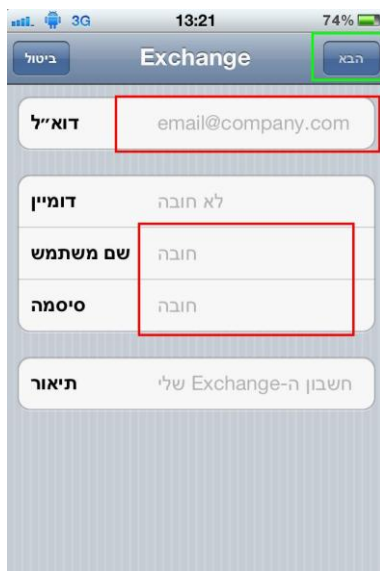 3G 13:21 74%
ביטול Exchange הבא
דוא״ל email@company.com
דומיין לא חובה
שם משתמש חובה
סיסמה חובה
תיאור חשבון ה-Exchange שלי